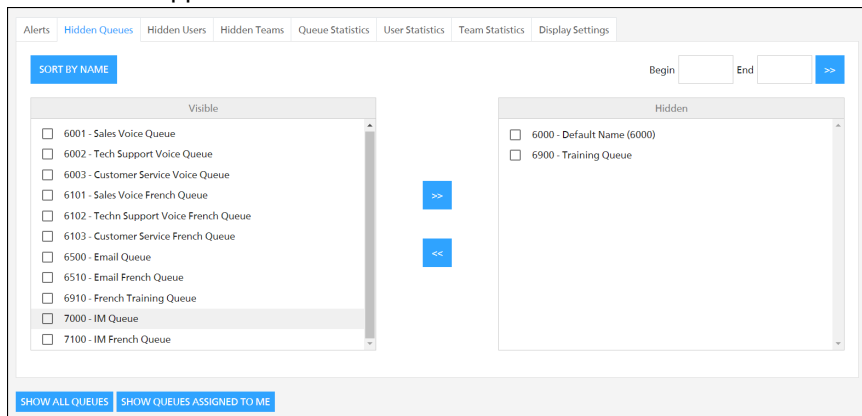 Alerts Hidden Queues Hidden Users Hidden Teams Queue Statistics User Statistics Team Statistics Display Settings
SORT BY NAME Begin End >>
Visible Hidden
6001 - Sales Voice Queue
6002 - Tech Support Voice Queue
6003 - Customer Service Voice Queue
6101 - Sales Voice French Queue
6102 - Techn Support Voice French Queue
6103 - Customer Service French Queue
6500 - Email Queue
6510 - Email French Queue
6910 - French Training Queue
7000 - IM Queue
7100 - IM French Queue
>>
<<
6000 - Default Name (6000)
6900 - Training Queue
SHOW ALL QUEUES SHOW QUEUES ASSIGNED TO ME